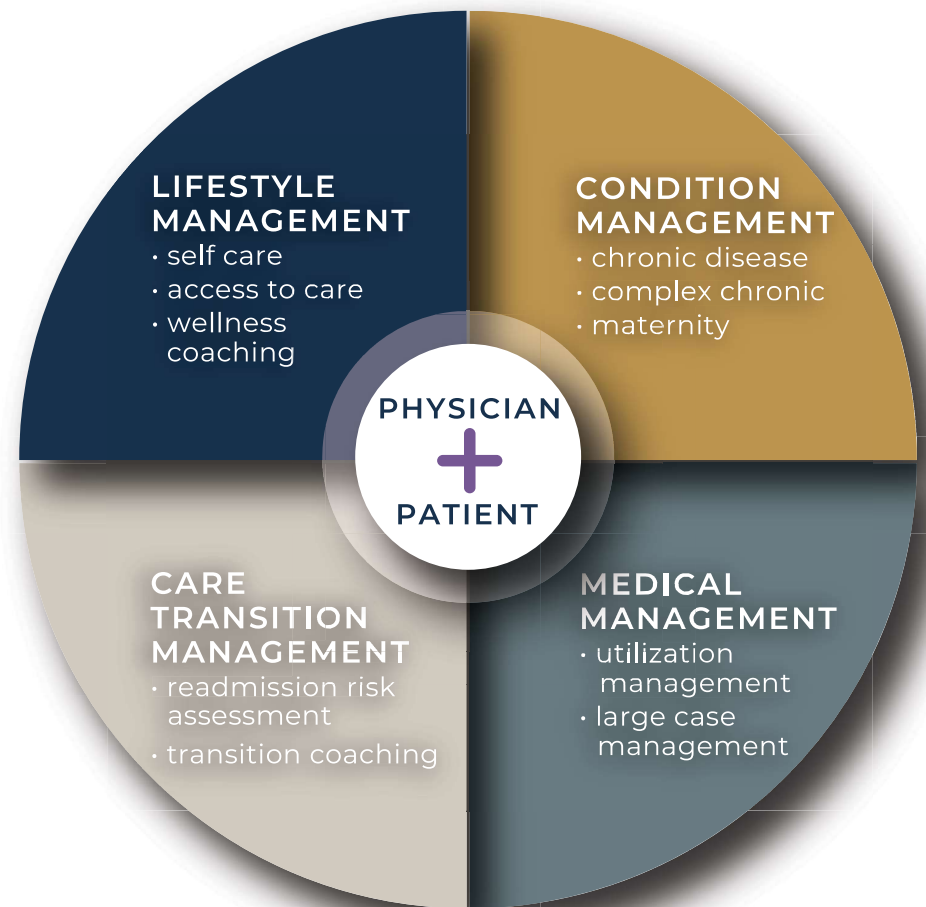 LIFESTYLE
MANAGEMENT
· self care
· access to care
· wellness
coaching
CONDITION
MANAGEMENT
· chronic disease
· complex chronic
· maternity
PHYSICIAN
+
PATIENT
CARE
TRANSITION
MANAGEMENT
· readmission risk
assessment
· transition coaching
MEDICAL
MANAGEMENT
· utilization
management
· large case
management